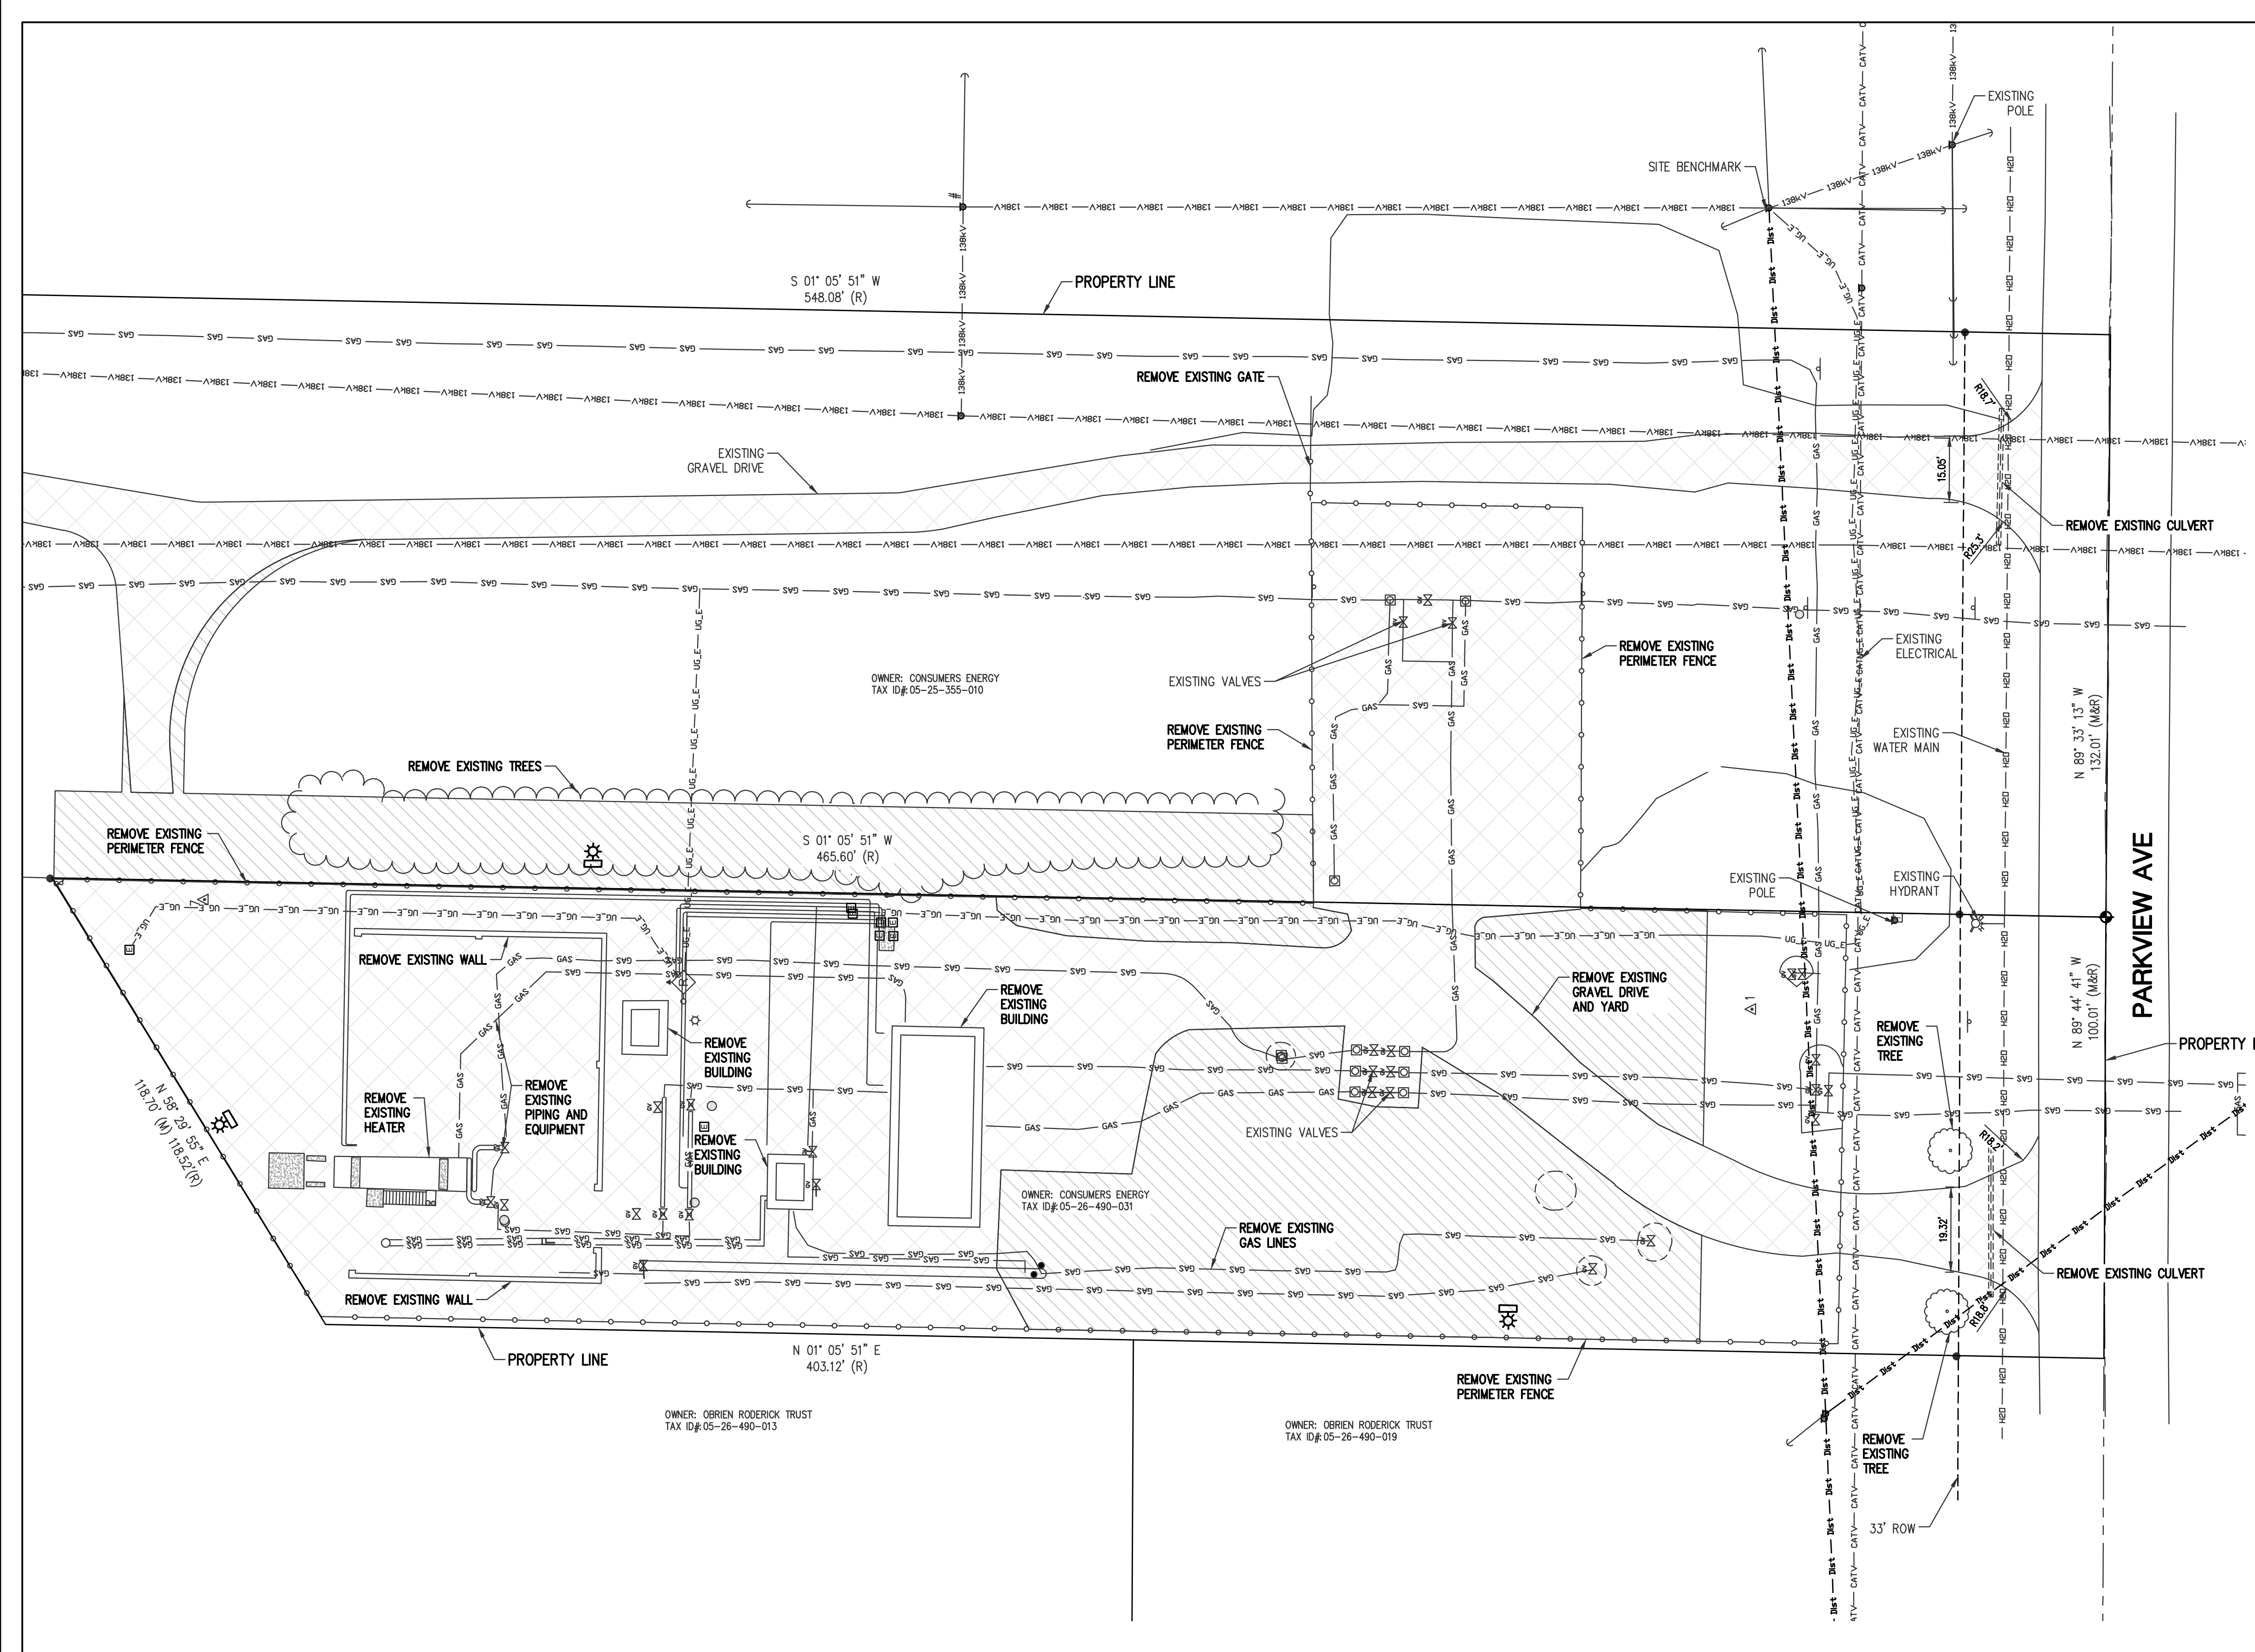 EXISTING
POLE
SITE BENCHMARK
S 01° 05' 51" W
548.08' (R)
PROPERTY LINE
REMOVE EXISTING GATE
R18.7'
EXISTING
GRAVEL DRIVE
15.05'
REMOVE EXISTING CULVERT
R25.3'
EXISTING
ELECTRICAL
REMOVE EXISTING
PERIMETER FENCE
OWNER: CONSUMERS ENERGY
TAX ID#: 05-25-355-010
EXISTING VALVES
N 89° 33' 13" W
132.01' (M&R)
REMOVE EXISTING
PERIMETER FENCE
EXISTING
WATER MAIN
REMOVE EXISTING TREES
REMOVE EXISTING
PERIMETER FENCE
S 01° 05' 51" W
465.60' (R)
EXISTING
POLE
EXISTING
HYDRANT
PARKVIEW AVE
REMOVE EXISTING WALL
REMOVE
EXISTING
BUILDING
REMOVE EXISTING
GRAVEL DRIVE
AND YARD
1
N 89° 44' 41" W
100.01' (M&R)
REMOVE
EXISTING
TREE
REMOVE
EXISTING
BUILDING
PROPERTY L
REMOVE
EXISTING
HEATER
REMOVE
EXISTING
PIPING AND
EQUIPMENT
N 58° 29' 55" E
118.70' (M) 118.52'(R)
REMOVE
EXISTING
BUILDING
EXISTING VALVES
R18.2'
OWNER: CONSUMERS ENERGY
TAX ID#: 05-26-490-031
REMOVE EXISTING
GAS LINES
19.32'
REMOVE EXISTING CULVERT
REMOVE EXISTING WALL
R18.8'
PROPERTY LINE
N 01° 05' 51" E
403.12' (R)
REMOVE EXISTING
PERIMETER FENCE
OWNER: OBRIEN RODERICK TRUST
TAX ID#: 05-26-490-013
OWNER: OBRIEN RODERICK TRUST
TAX ID#: 05-26-490-019
REMOVE
EXISTING
TREE
33' ROW
138kV
GAS
UG_E
CATV
H2O
Dist
GV
E